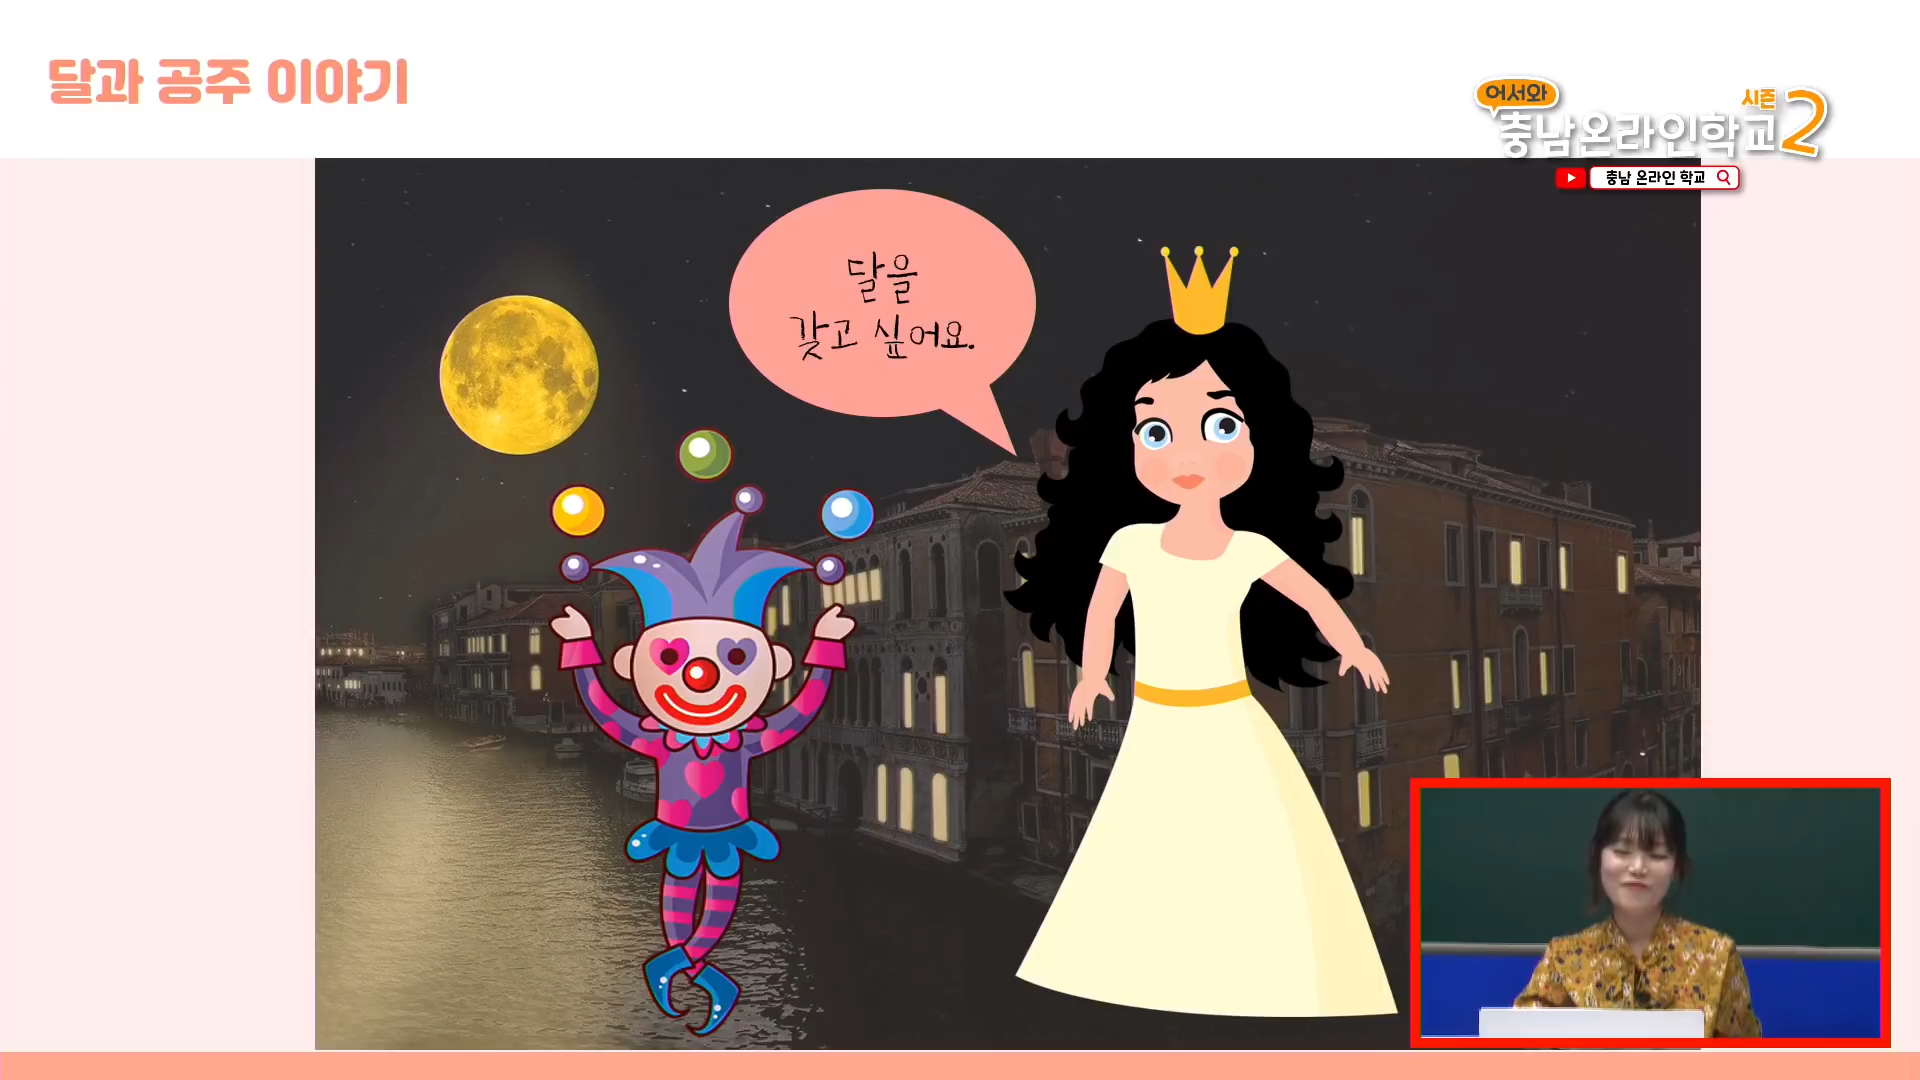 달과 공주 이야기
어서와
시즌
충남온라인학교2
충남 온라인 학교
달을
갖고 싶어요.